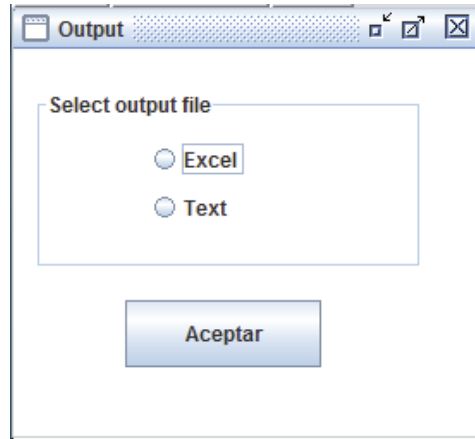 Output
Select output file
Excel
Text
Aceptar